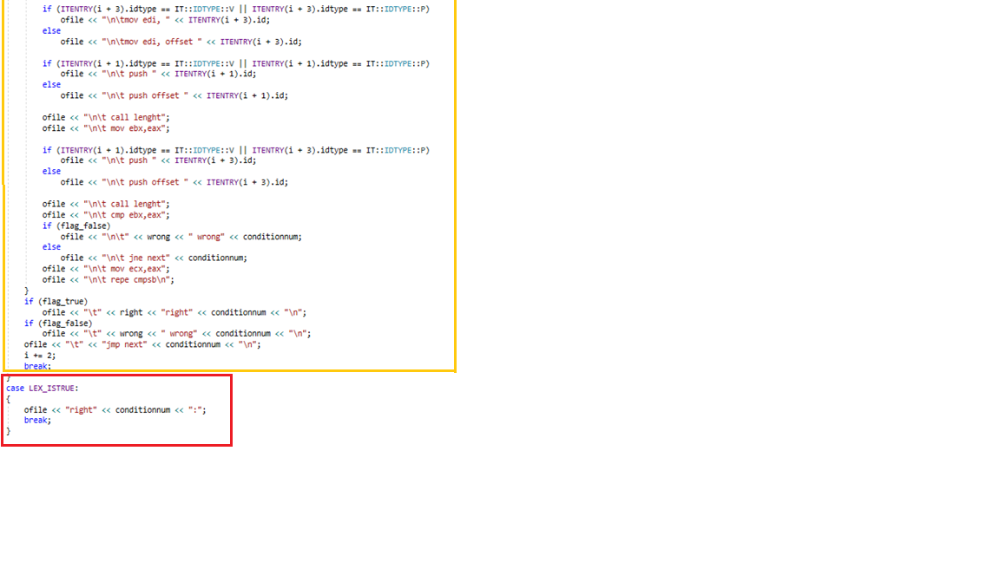 if (ITENTRY(i + 3).idtype == IT::IDTYPE::V || ITENTRY(i + 3).idtype == IT::IDTYPE::P)
ofile << "\n\tmov edi, " << ITENTRY(i + 3).id;
else
ofile << "\n\tmov edi, offset " << ITENTRY(i + 3).id;
if (ITENTRY(i + 1).idtype == IT::IDTYPE::V || ITENTRY(i + 1).idtype == IT::IDTYPE::P)
ofile << "\n\t push " << ITENTRY(i + 1).id;
else
ofile << "\n\t push offset " << ITENTRY(i + 1).id;
ofile << "\n\t call lenght";
ofile << "\n\t mov ebx,eax";
if (ITENTRY(i + 1).idtype == IT::IDTYPE::V || ITENTRY(i + 3).idtype == IT::IDTYPE::P)
ofile << "\n\t push " << ITENTRY(i + 3).id;
else
ofile << "\n\t push offset " << ITENTRY(i + 3).id;
ofile << "\n\t call lenght";
ofile << "\n\t cmp ebx,eax";
if (flag_false)
ofile << "\n\t" << wrong << " wrong" << conditionnum;
else
ofile << "\n\t jne next" << conditionnum;
ofile << "\n\t mov ecx,eax";
ofile << "\n\t repe cmpsb\n";
}
if (flag_true)
ofile << "\t" << right << "right" << conditionnum << "\n";
if (flag_false)
ofile << "\t" << wrong << " wrong" << conditionnum << "\n";
ofile << "\t" << "jmp next" << conditionnum << "\n";
i += 2;
break;
}
case LEX_ISTRUE:
{
ofile << "right" << conditionnum << ":";
break;
}